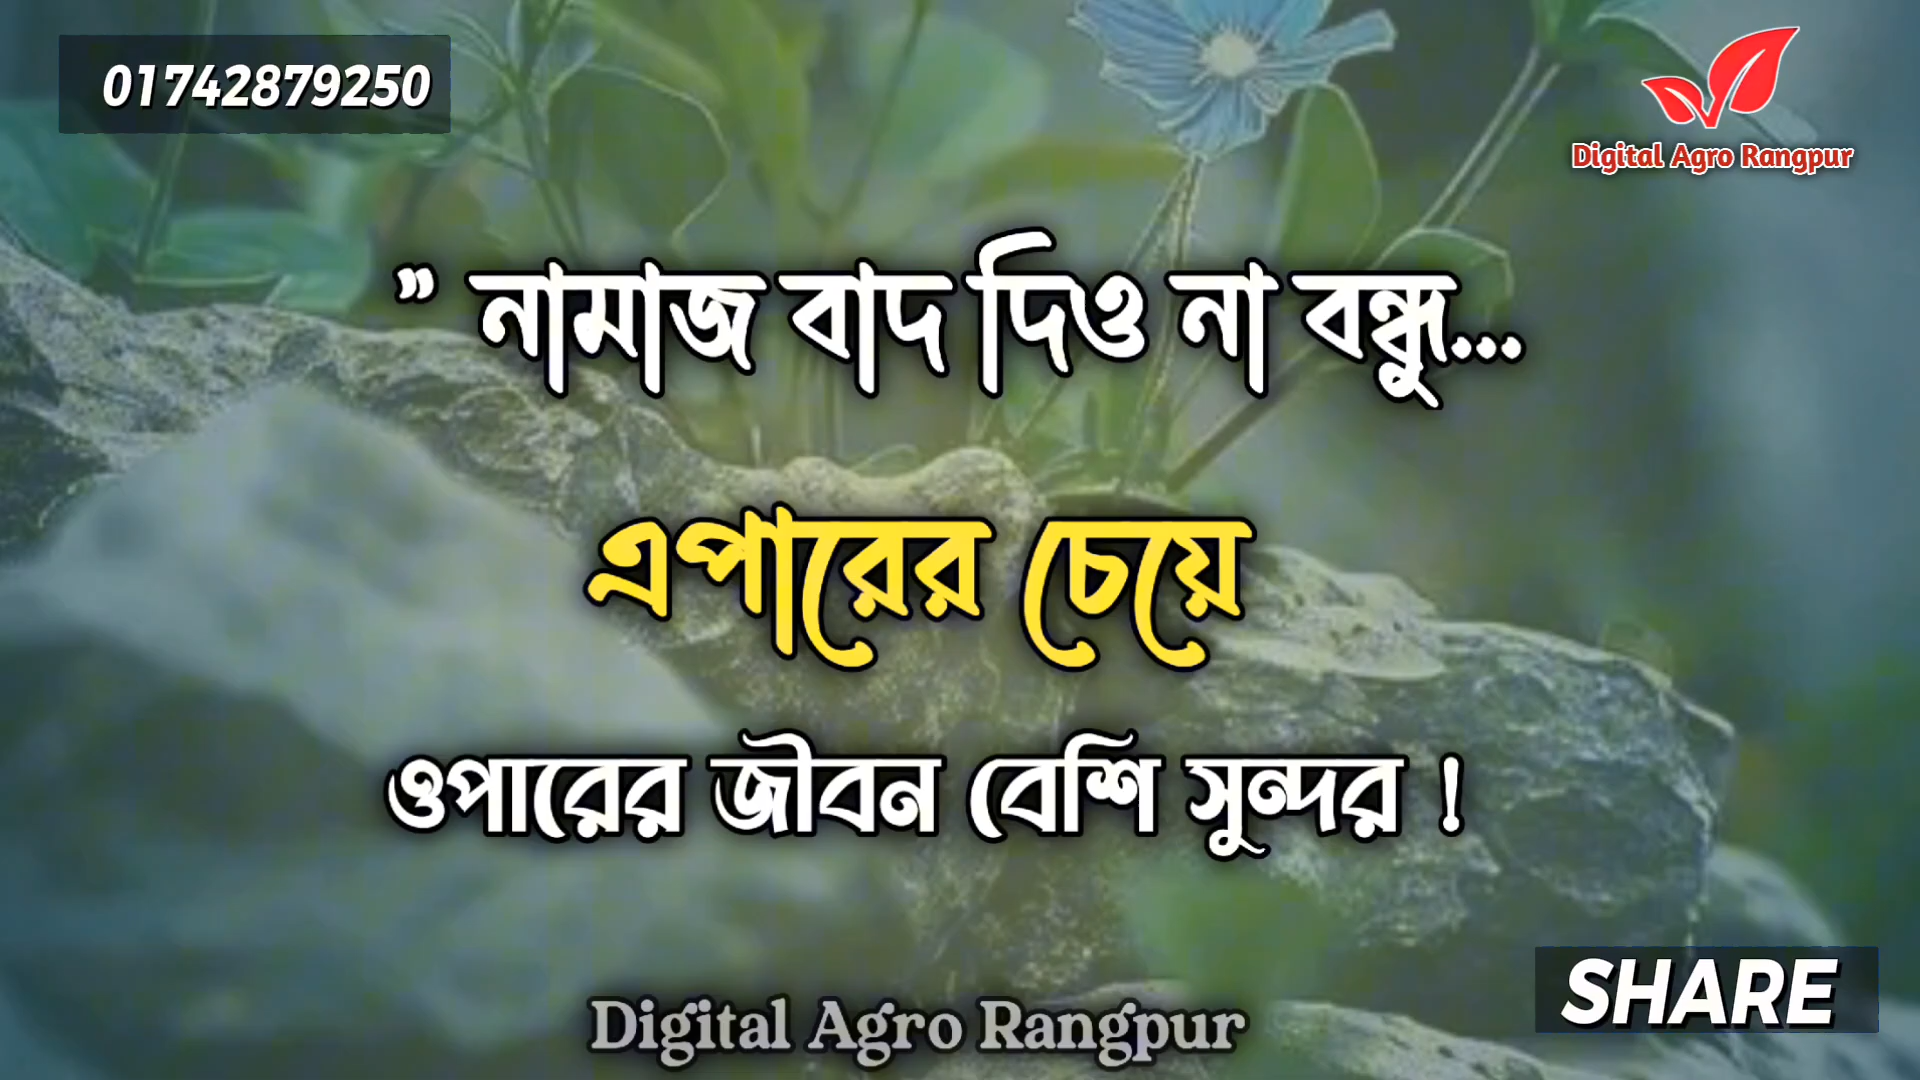 01742879250
Digital Agro Rangpur
” নামাজ বাদ দিও না বন্ধু...
এপারের চেয়ে
ওপারের জীবন বেশি সুন্দর !
SHARE
Digital Agro Rangpur